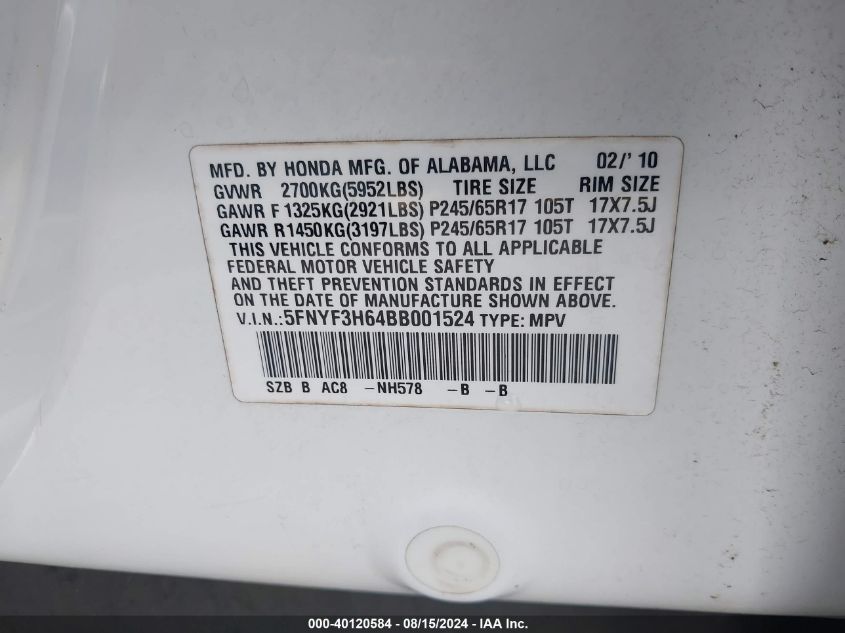 MFD. BY HONDA MFG. OF ALABAMA, LLC 02/' 10
GVWR 2700KG(5952LBS) TIRE SIZE RIM SIZE
GAWR F 1325KG(2921LBS) P245/65R17 105T 17X7.5J
GAWR R1450KG(3197LBS) P245/65R17 105T 17X7.5J
THIS VEHICLE CONFORMS TO ALL APPLICABLE
FEDERAL MOTOR VEHICLE SAFETY
AND THEFT PREVENTION STANDARDS IN EFFECT
ON THE DATE OF MANUFACTURE SHOWN ABOVE.
V.I.N.:5FNYF3H64BB001524 TYPE: MPV
SZB B AC8 -NH578 -B -B
000-40120584 - 08/15/2024 - IAA Inc.